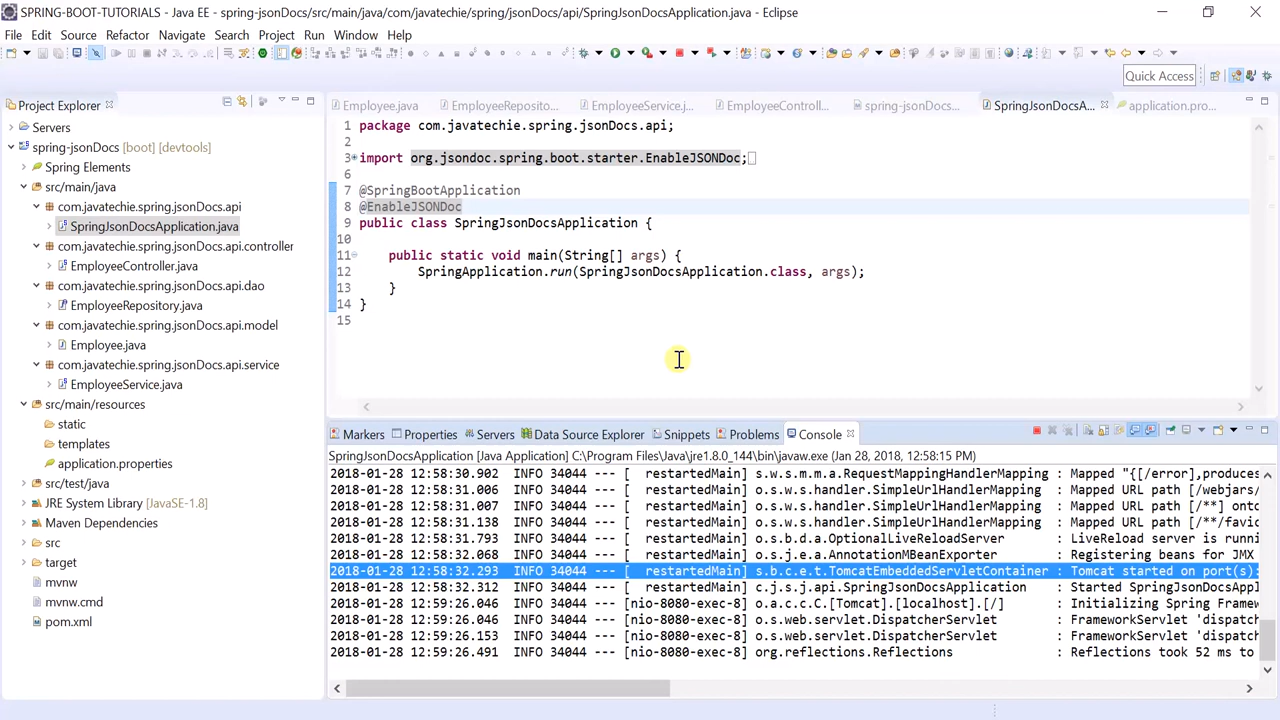 SPRING-BOOT-TUTORIALS - Java EE - spring-jsonDocs/src/main/java/com/javatechie/spring/jsonDocs/api/SpringJsonDocsApplication.java - Eclipse
File Edit Source Refactor Navigate Search Project Run Window Help
Quick Access
Project Explorer
Servers
spring-jsonDocs [boot] [devtools]
Spring Elements
src/main/java
com.javatechie.spring.jsonDocs.api
SpringJsonDocsApplication.java
com.javatechie.spring.jsonDocs.api.controller
EmployeeController.java
com.javatechie.spring.jsonDocs.api.dao
EmployeeRepository.java
com.javatechie.spring.jsonDocs.api.model
Employee.java
com.javatechie.spring.jsonDocs.api.service
EmployeeService.java
src/main/resources
static
templates
application.properties
src/test/java
JRE System Library [JavaSE-1.8]
Maven Dependencies
src
target
mvnw
mvnw.cmd
pom.xml
Employee.java EmployeeReposito... EmployeeService.j... EmployeeControll... spring-jsonDocs... SpringJsonDocsA... application.pro...
1 package com.javatechie.spring.jsonDocs.api;
2
3 import org.jsondoc.spring.boot.starter.EnableJSONDoc;
7 @SpringBootApplication
8 @EnableJSONDoc
9 public class SpringJsonDocsApplication {
10
11 public static void main(String[] args) {
12 SpringApplication.run(SpringJsonDocsApplication.class, args);
13 }
14 }
15
Markers Properties Servers Data Source Explorer Snippets Problems Console
SpringJsonDocsApplication [Java Application] C:\Program Files\Java\jre1.8.0_144\bin\javaw.exe (Jan 28, 2018, 12:58:15 PM)
2018-01-28 12:58:30.902 INFO 34044 --- [ restartedMain] s.w.s.m.m.a.RequestMappingHandlerMapping : Mapped "{[/error],produces
2018-01-28 12:58:31.006 INFO 34044 --- [ restartedMain] o.s.w.s.handler.SimpleUrlHandlerMapping : Mapped URL path [/webjars/
2018-01-28 12:58:31.007 INFO 34044 --- [ restartedMain] o.s.w.s.handler.SimpleUrlHandlerMapping : Mapped URL path [/**] ontc
2018-01-28 12:58:31.138 INFO 34044 --- [ restartedMain] o.s.w.s.handler.SimpleUrlHandlerMapping : Mapped URL path [/**/favic
2018-01-28 12:58:31.793 INFO 34044 --- [ restartedMain] o.s.b.d.a.OptionalLiveReloadServer : LiveReload server is runni
2018-01-28 12:58:32.068 INFO 34044 --- [ restartedMain] o.s.j.e.a.AnnotationMBeanExporter : Registering beans for JMX
2018-01-28 12:58:32.293 INFO 34044 --- [ restartedMain] s.b.c.e.t.TomcatEmbeddedServletContainer : Tomcat started on port(s):
2018-01-28 12:58:32.312 INFO 34044 --- [ restartedMain] c.j.s.j.api.SpringJsonDocsApplication : Started SpringJsonDocsAppl
2018-01-28 12:59:26.046 INFO 34044 --- [nio-8080-exec-8] o.a.c.c.C.[Tomcat].[localhost].[/] : Initializing Spring Framew
2018-01-28 12:59:26.046 INFO 34044 --- [nio-8080-exec-8] o.s.web.servlet.DispatcherServlet : FrameworkServlet 'dispatch
2018-01-28 12:59:26.153 INFO 34044 --- [nio-8080-exec-8] o.s.web.servlet.DispatcherServlet : FrameworkServlet 'dispatch
2018-01-28 12:59:26.491 INFO 34044 --- [nio-8080-exec-8] org.reflections.Reflections : Reflections took 52 ms to